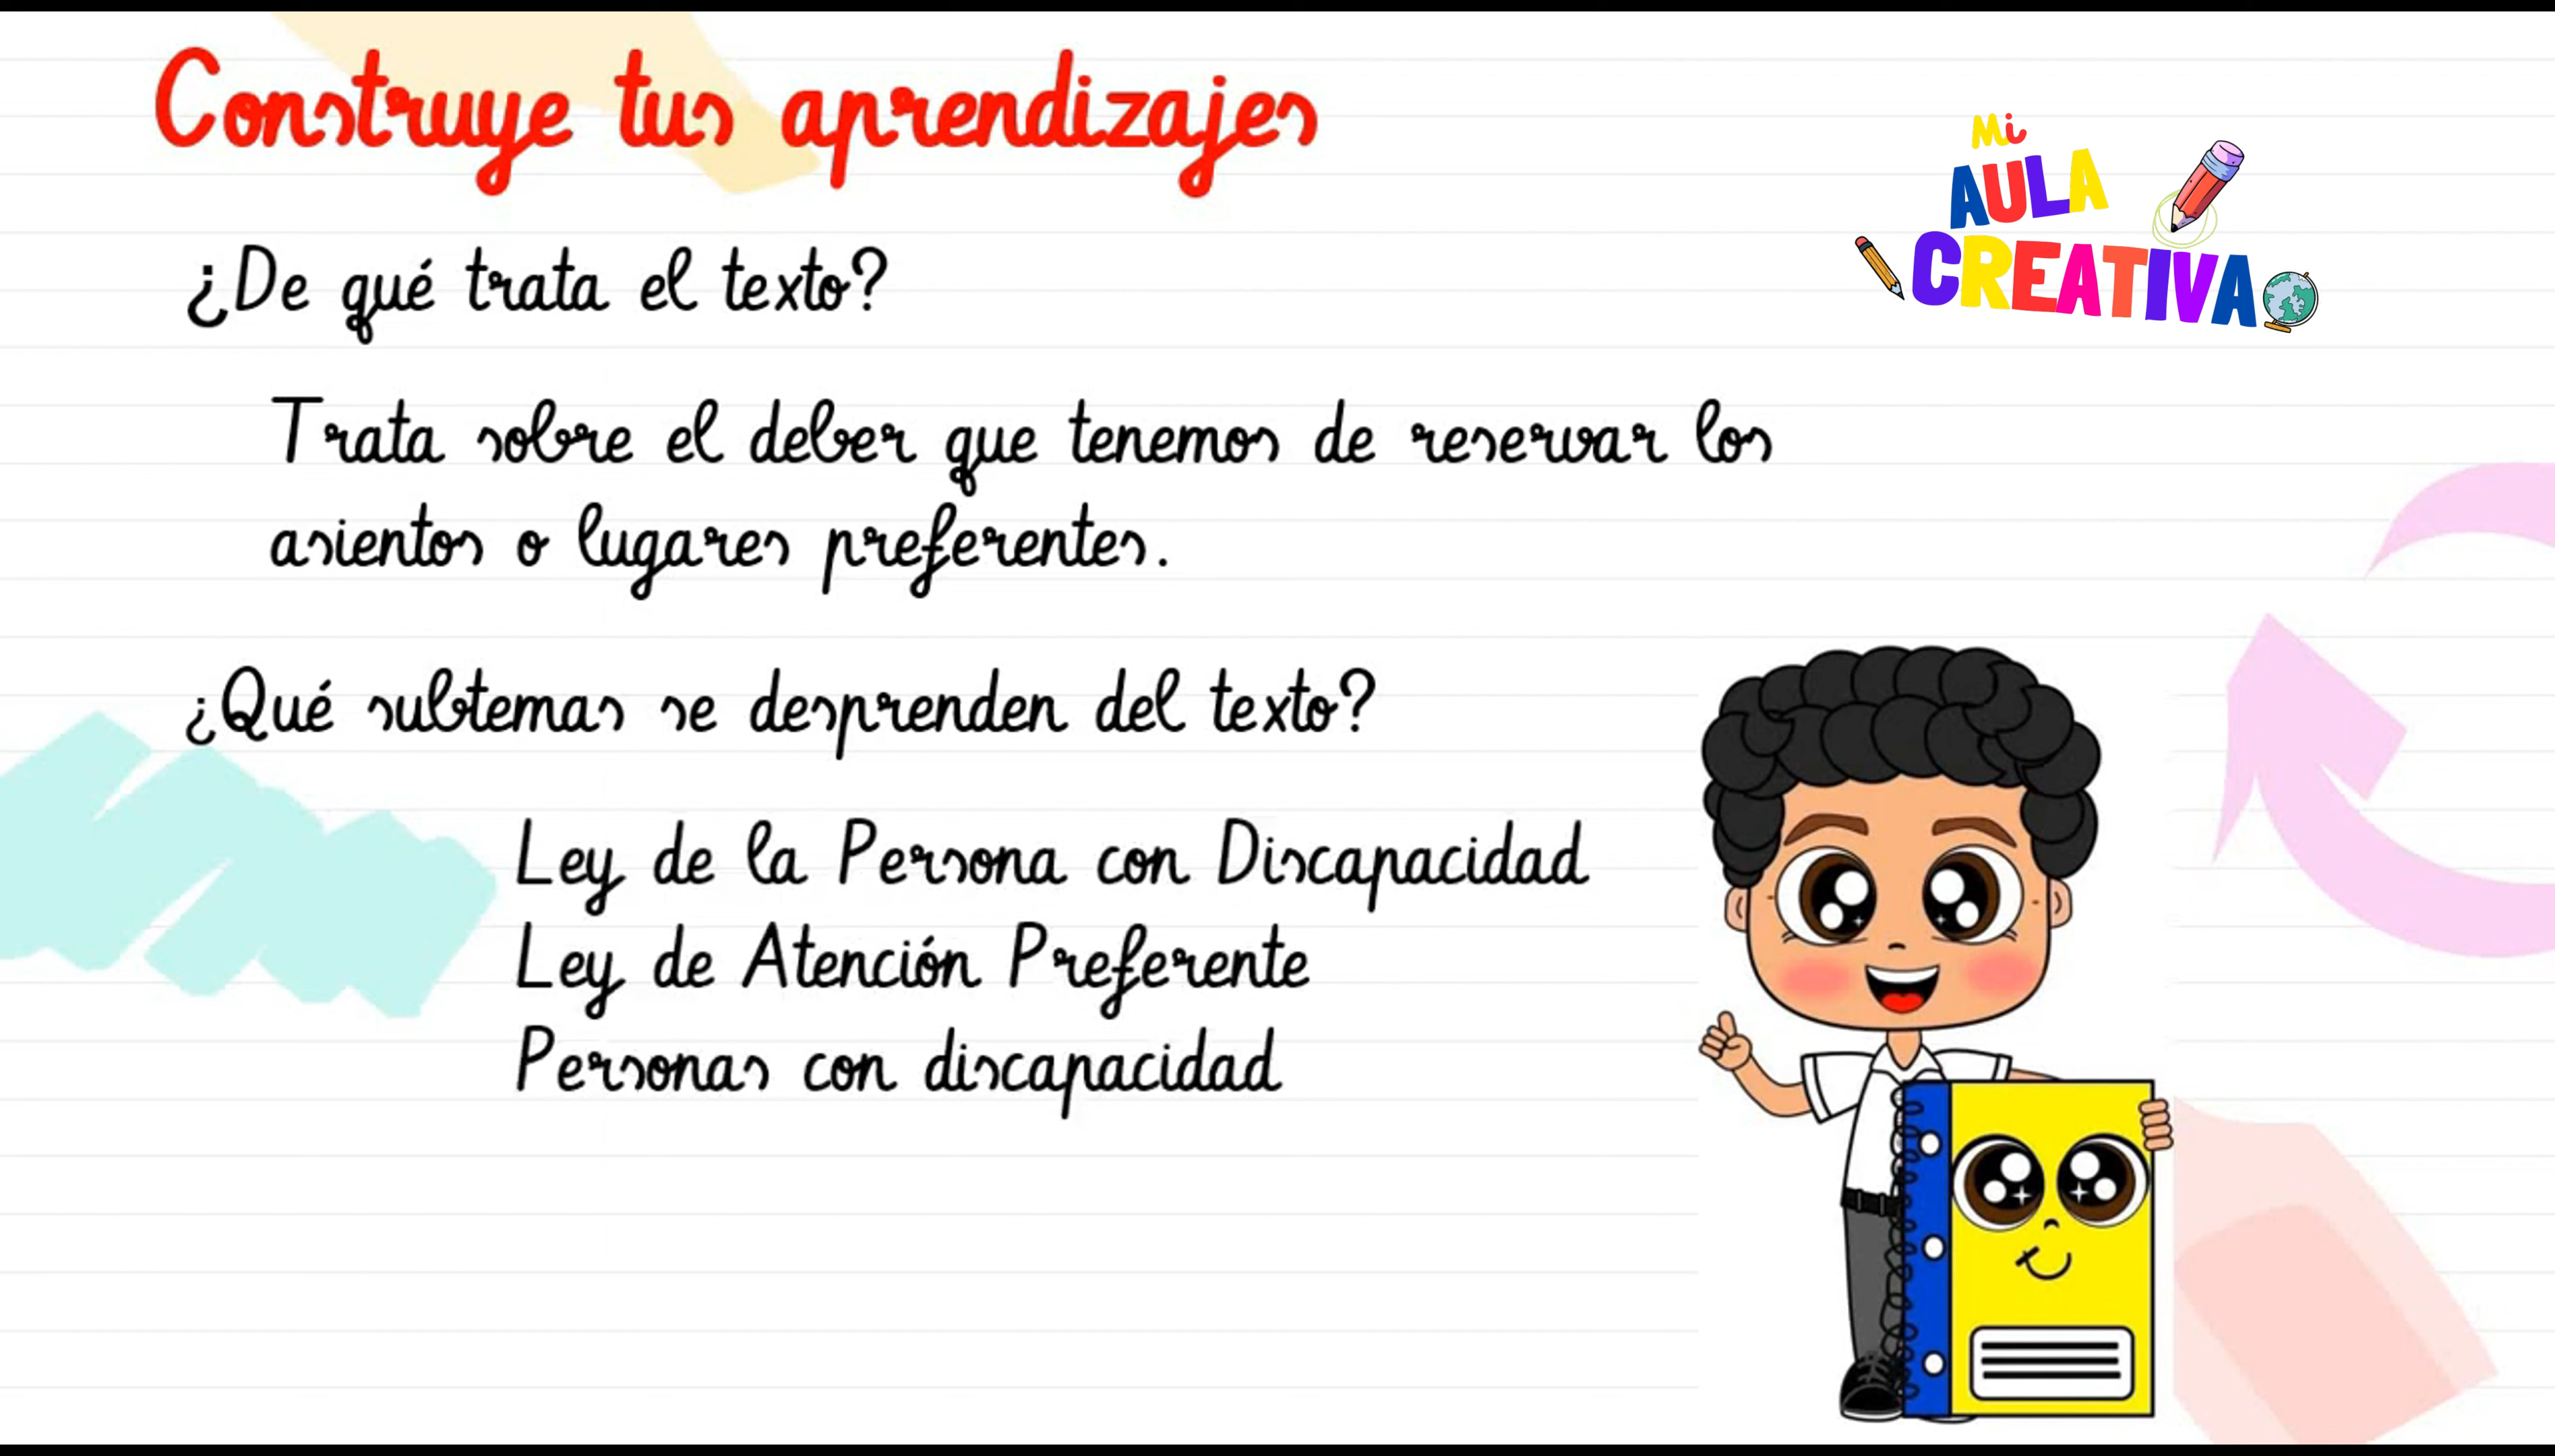 Construye tus aprendizajes
Mi
AULA
CREATIVA
¿De qué trata el texto?
Trata sobre el deber que tenemos de reservar los
asientos o lugares preferentes.
¿Qué subtemas se desprenden del texto?
Ley de la Persona con Discapacidad
Ley de Atención Preferente
Personas con discapacidad